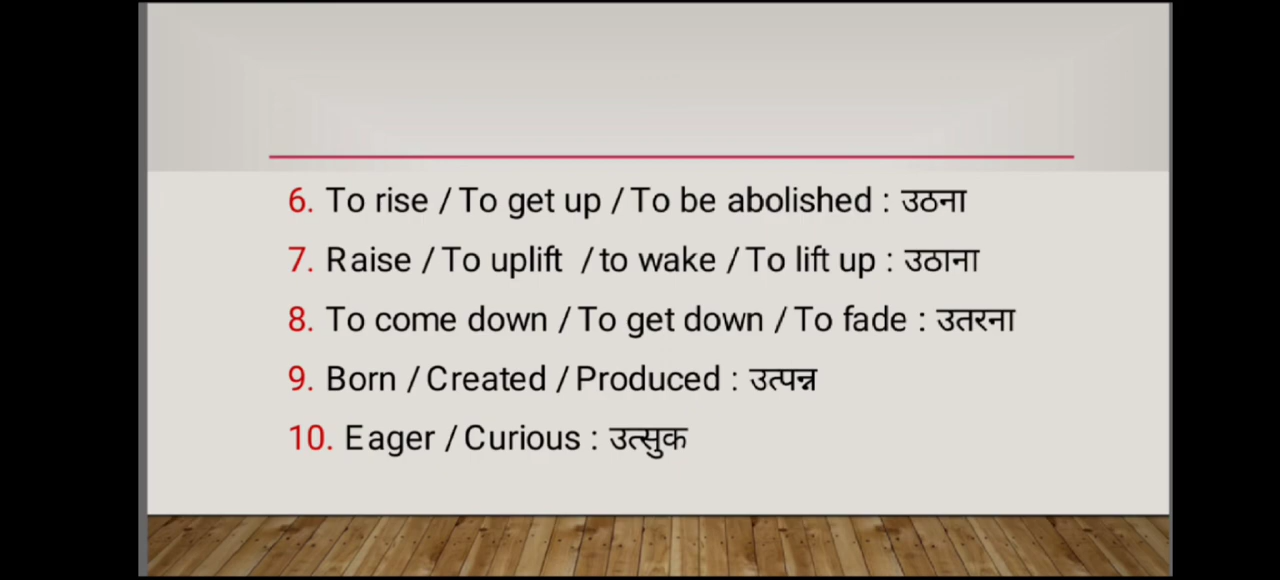 6. To rise / To get up / To be abolished : उठना
7. Raise / To uplift / to wake / To lift up : उठाना
8. To come down / To get down / To fade : उतरना
9. Born / Created / Produced : उत्पन्न
10. Eager / Curious : उत्सुक